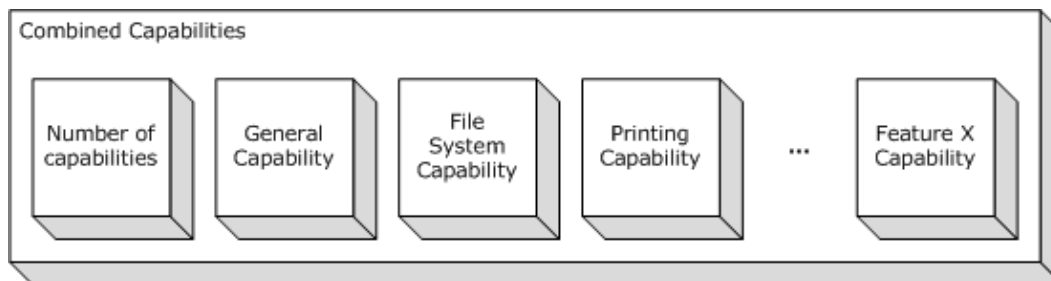 Combined Capabilities
Number of
capabilities
General
Capability
File
System
Capability
Printing
Capability
...
Feature X
Capability